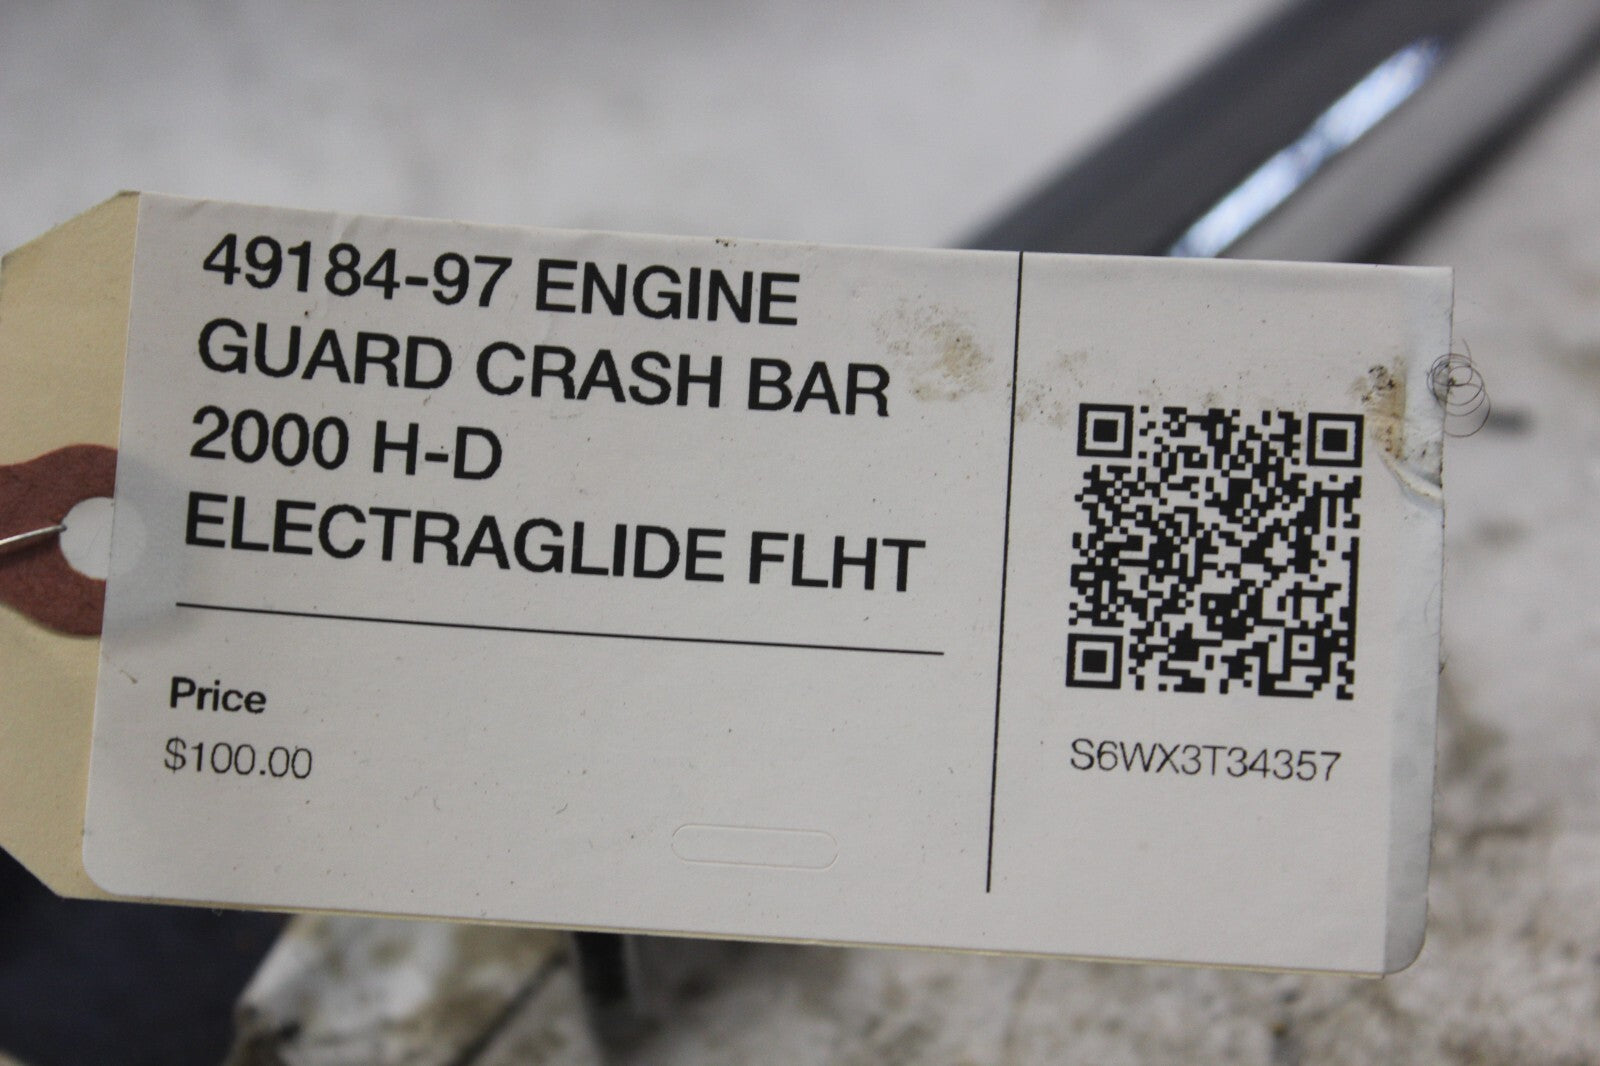 49184-97 ENGINE
GUARD CRASH BAR
2000 H-D
ELECTRAGLIDE FLHT
Price
$100.00
S6WX3T34357